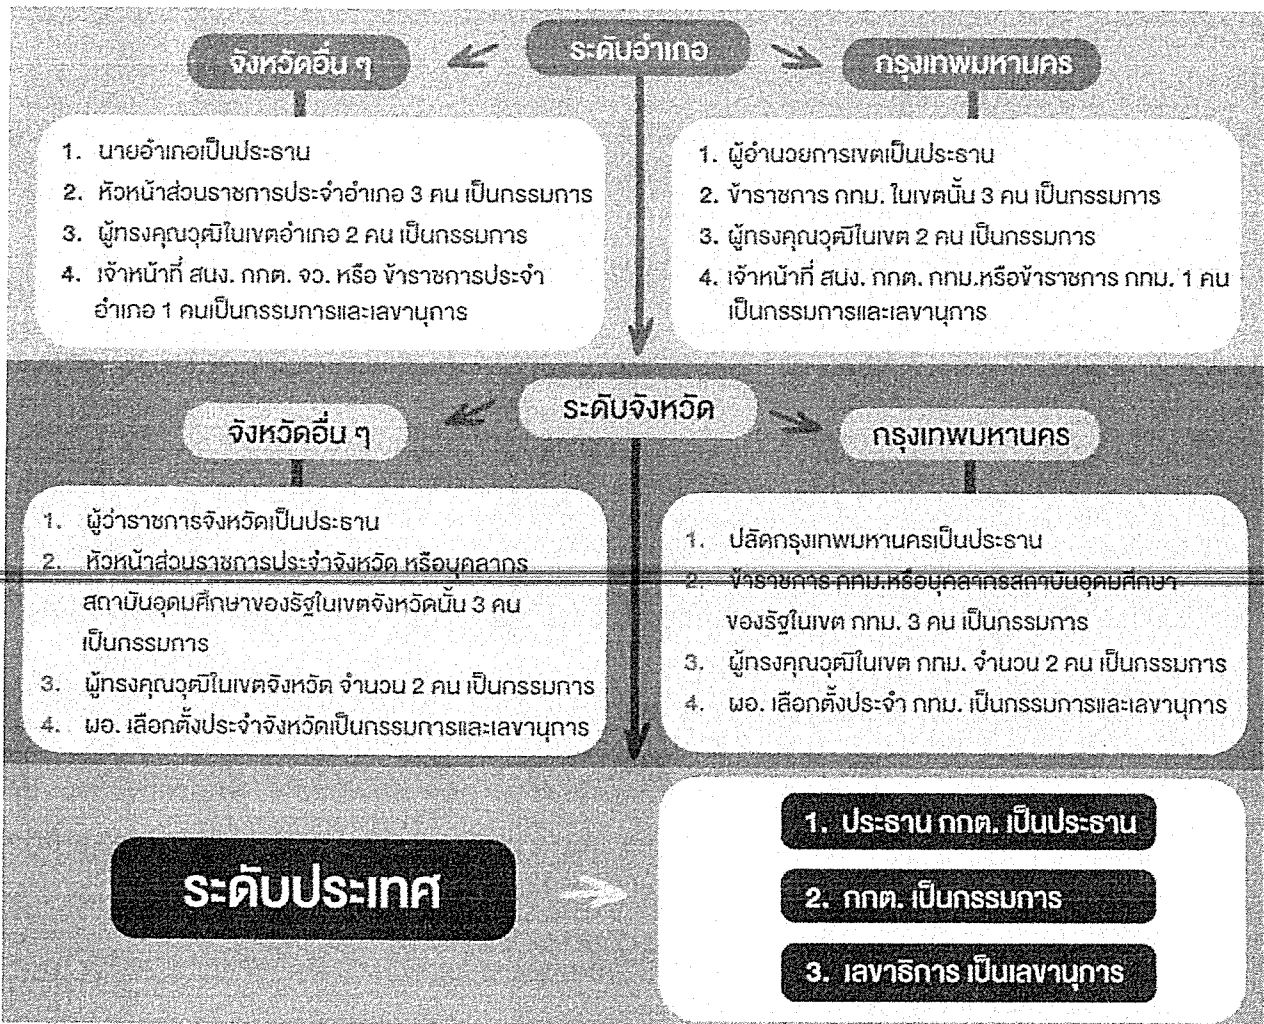 ระดับอำเภอ
จังหวัดอื่น ๆ
1. นายอำเภอเป็นประธาน
2. หัวหน้าส่วนราชการประจำอำเภอ 3 คน เป็นกรรมการ
3. ผู้ทรงคุณวุฒิในเขตอำเภอ 2 คน เป็นกรรมการ
4. เจ้าหน้าที่ สนง. กกต. จว. หรือ ข้าราชการประจำ
อำเภอ 1 คนเป็นกรรมการและเลขานุการ
กรุงเทพมหานคร
1. ผู้อำนวยการเขตเป็นประธาน
2. ข้าราชการ กทม. ในเขตนั้น 3 คน เป็นกรรมการ
3. ผู้ทรงคุณวุฒิในเขต 2 คน เป็นกรรมการ
4. เจ้าหน้าที่ สนง. กกต. กทม.หรือข้าราชการ กทม. 1 คน
เป็นกรรมการและเลขานุการ
ระดับจังหวัด
จังหวัดอื่น ๆ
1. ผู้ว่าราชการจังหวัดเป็นประธาน
2. หัวหน้าส่วนราชการประจำจังหวัด หรือบุคลากร
สถาบันอุดมศึกษาของรัฐในเขตจังหวัดนั้น 3 คน
เป็นกรรมการ
3. ผู้ทรงคุณวุฒิในเขตจังหวัด จำนวน 2 คน เป็นกรรมการ
4. ผอ. เลือกตั้งประจำจังหวัดเป็นกรรมการและเลขานุการ
กรุงเทพมหานคร
1. ปลัดกรุงเทพมหานครเป็นประธาน
2. ข้าราชการ กทม.หรือบุคลากรสถาบันอุดมศึกษา
ของรัฐในเขต กทม. 3 คน เป็นกรรมการ
3. ผู้ทรงคุณวุฒิในเขต กทม. จำนวน 2 คน เป็นกรรมการ
4. ผอ. เลือกตั้งประจำ กทม. เป็นกรรมการและเลขานุการ
ระดับประเทศ
1. ประธาน กกต. เป็นประธาน
2. กกต. เป็นกรรมการ
3. เลขาธิการ เป็นเลขานุการ